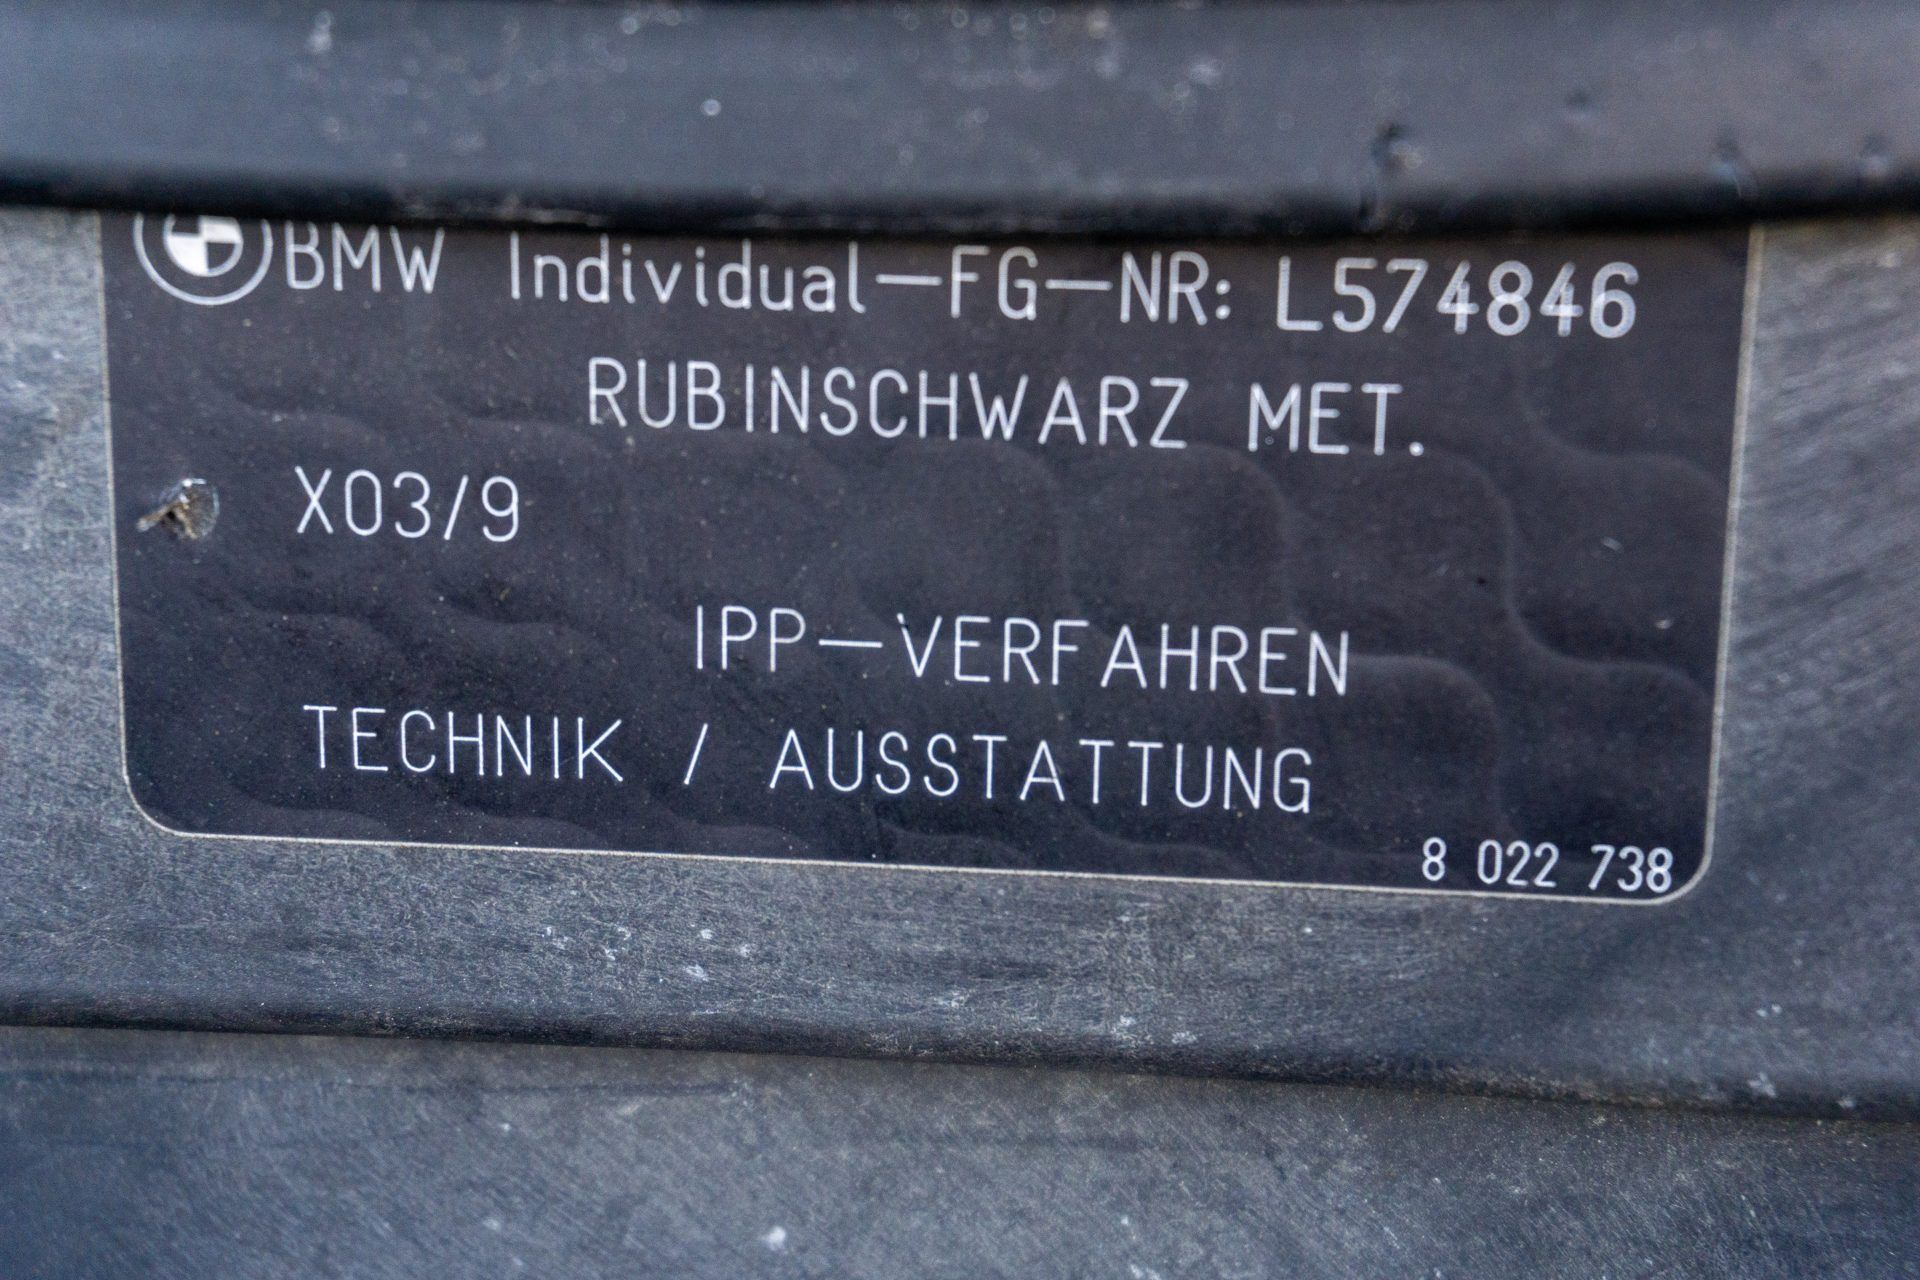 BMW Individual-FG-NR: L574846
RUBINSCHWARZ MET.
X03/9
IPP-VERFAHREN
TECHNIK / AUSSTATTUNG
8 022 738